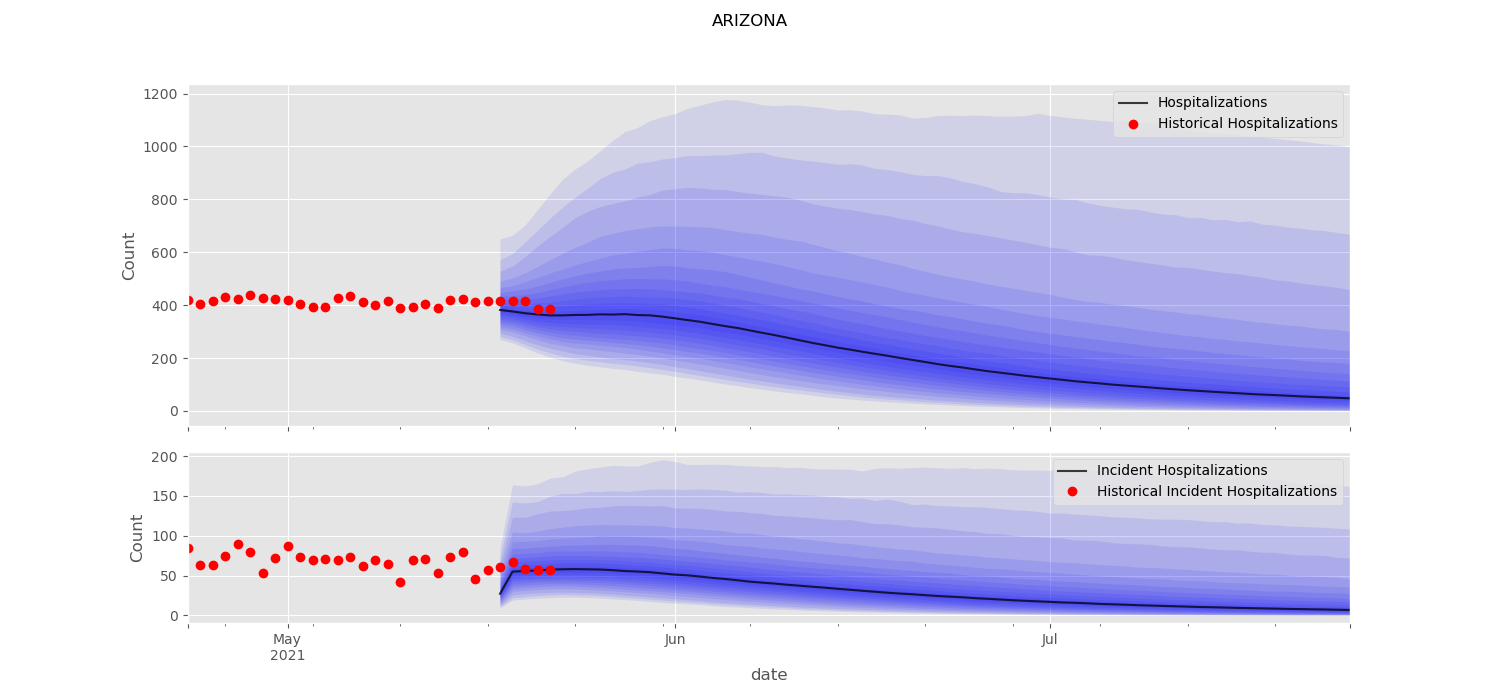 ARIZONA
1200
1000
800
600
400
200
0
Count
Hospitalizations
Historical Hospitalizations
200
150
100
50
0
Count
Incident Hospitalizations
Historical Incident Hospitalizations
May
2021
Jun
Jul
date